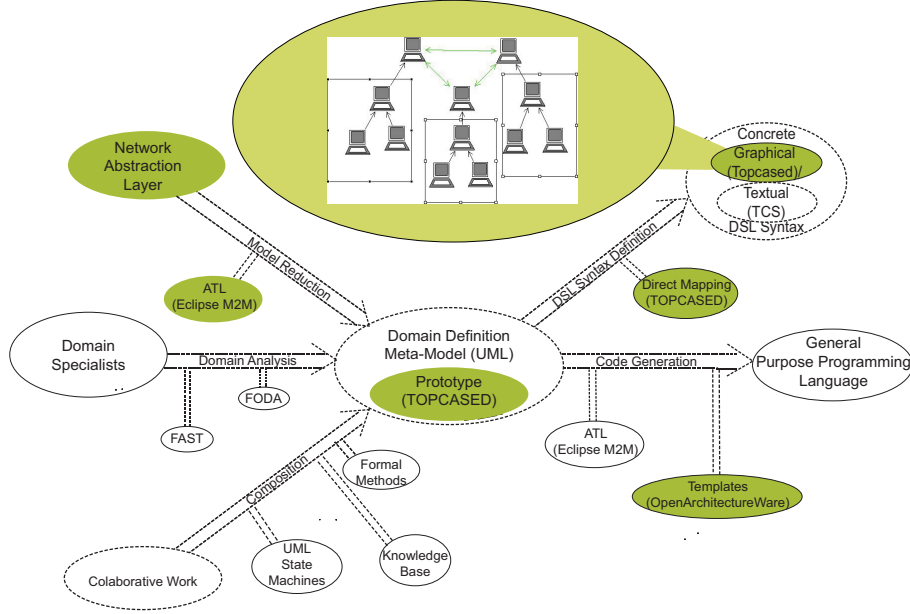 Concrete
Graphical
(Topcased)/
Textual
(TCS)
DSL Syntax
Network
Abstraction
Layer
Model Reduction
DSL Syntax Definition
ATL
(Eclipse M2M)
Direct Mapping
(TOPCASED)
Domain
Specialists
..
Domain Analysis
FODA
FAST
Domain Definition
Meta-Model (UML)
Prototype
(TOPCASED)
Code Generation
General
Purpose Programming
Language
. .
ATL
(Eclipse M2M)
Templates
(OpenArchitectureWare)
. .
Composition
Formal
Methods
. .
UML
State
Machines
Knowledge
Base
Colaborative Work